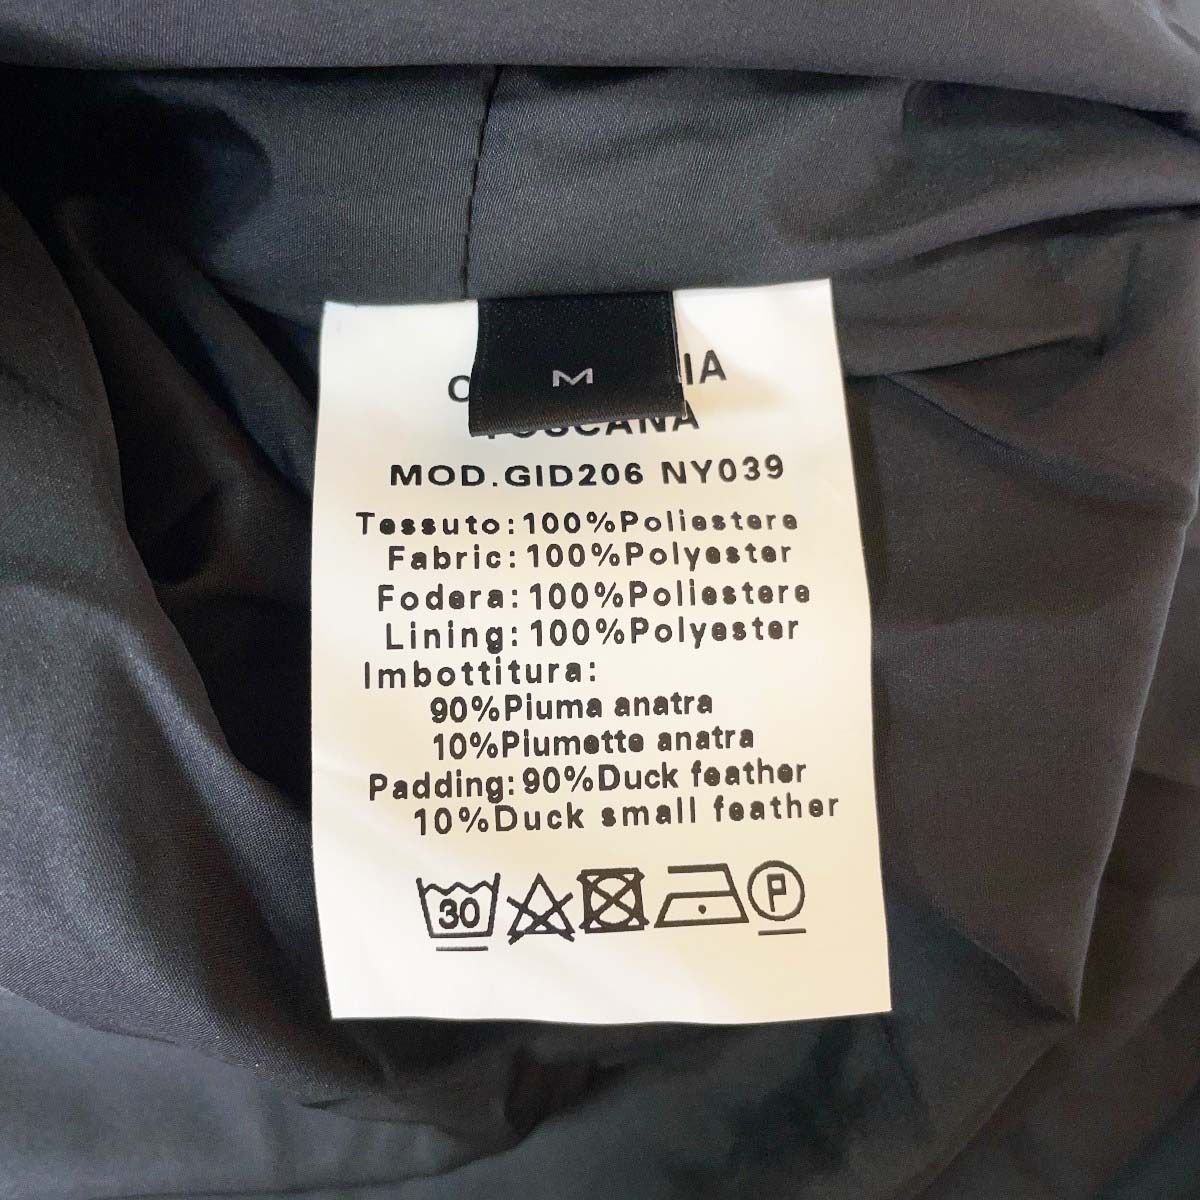 M
TOSCANA
MOD.GID206 NY039
Tessuto:100%Poliestere
Fabric:100%Polyester
Fodera:100%Poliestere
Lining:100%Polyester
Imbottitura:
90%Piuma anatra
10%Piumette anatra
Padding:90%Duck feather
10%Duck small feather
30 P